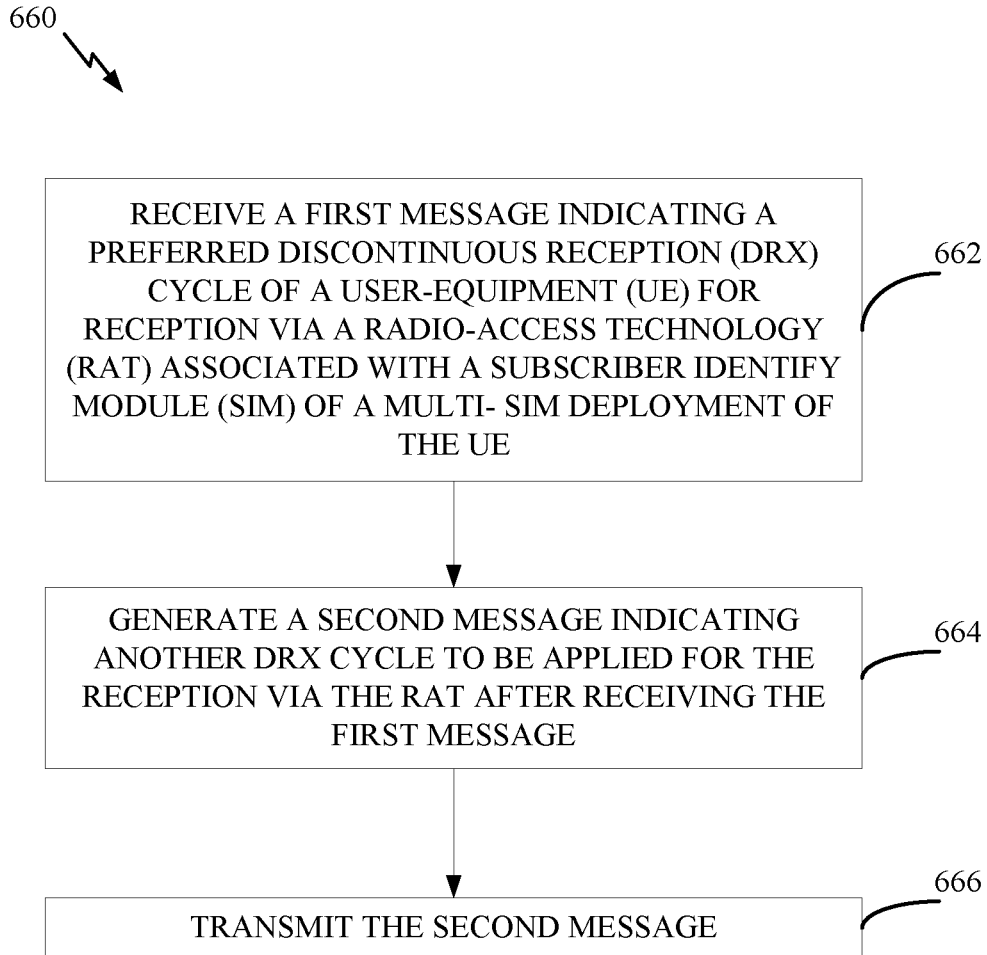 660
RECEIVE A FIRST MESSAGE INDICATING A
PREFERRED DISCONTINUOUS RECEPTION (DRX)
CYCLE OF A USER-EQUIPMENT (UE) FOR
RECEPTION VIA A RADIO-ACCESS TECHNOLOGY
(RAT) ASSOCIATED WITH A SUBSCRIBER IDENTIFY
MODULE (SIM) OF A MULTI- SIM DEPLOYMENT OF
THE UE
662
GENERATE A SECOND MESSAGE INDICATING
ANOTHER DRX CYCLE TO BE APPLIED FOR THE
RECEPTION VIA THE RAT AFTER RECEIVING THE
FIRST MESSAGE
664
TRANSMIT THE SECOND MESSAGE
666